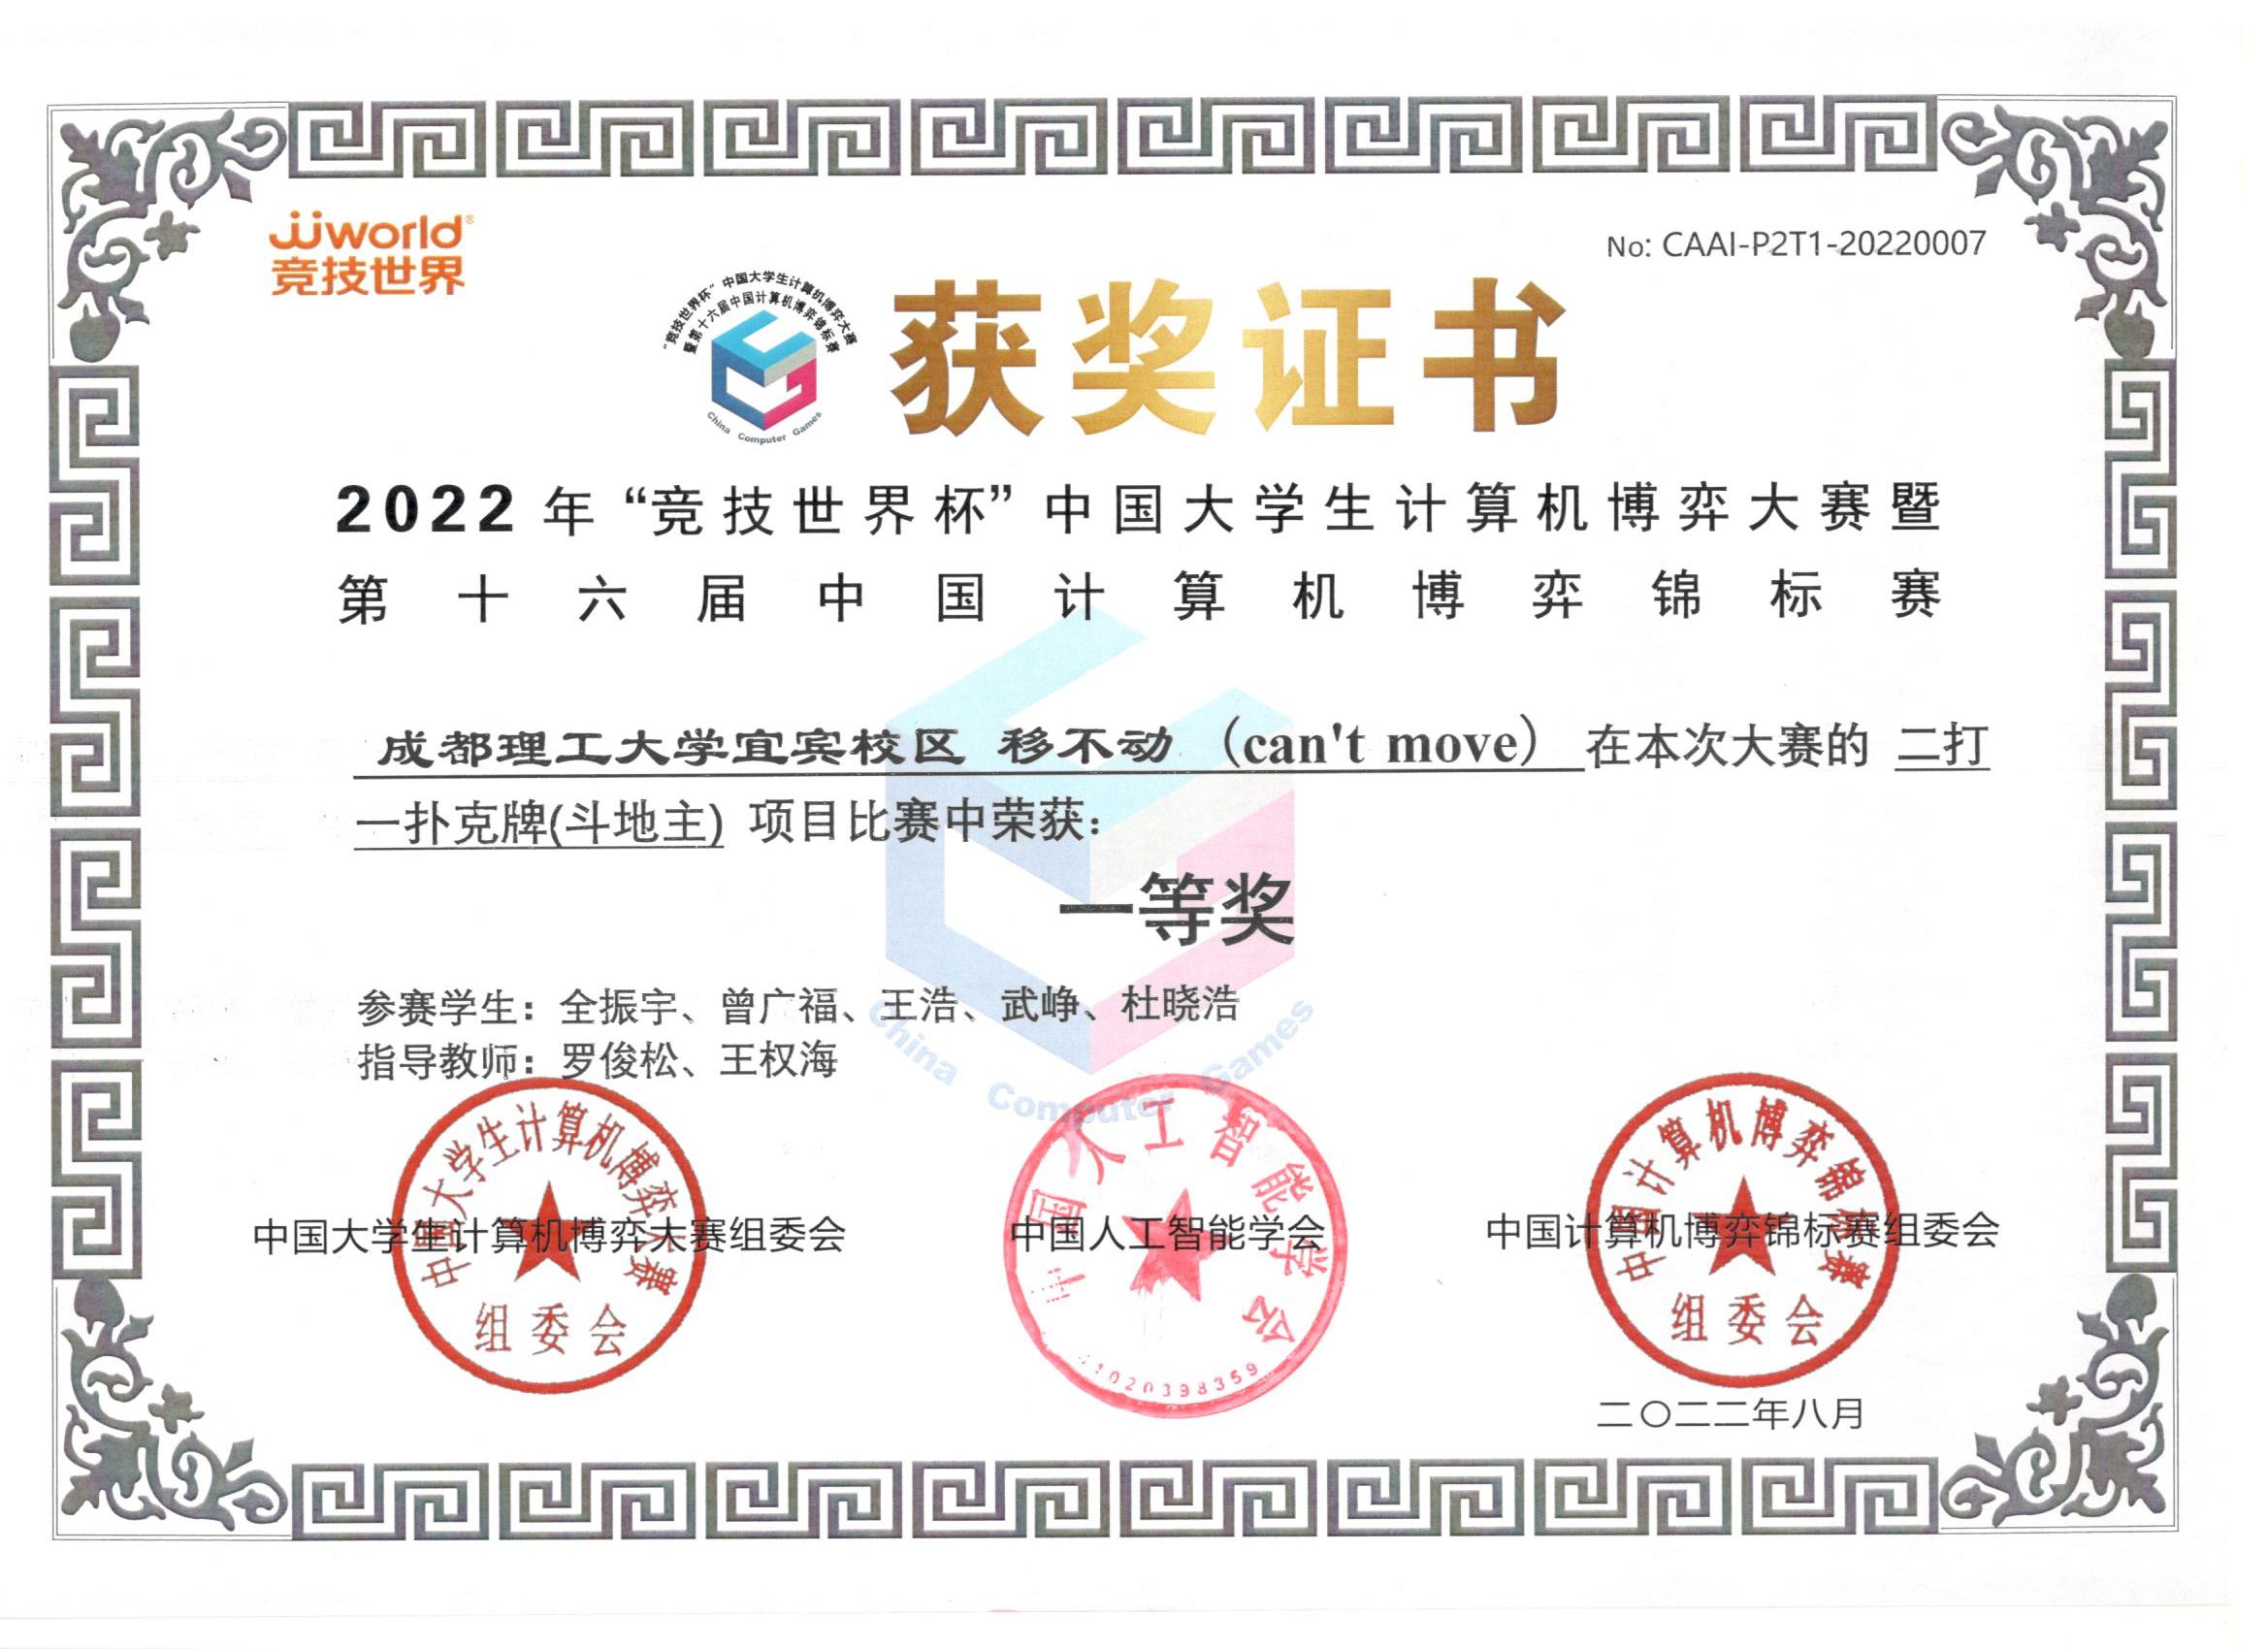 jjworld®
竞技世界
No: CAAI-P2T1-20220007
“竞技世界杯”中国大学生计算机博弈大赛
暨第十六届中国计算机博弈锦标赛
China Computer Games
获奖证书
2022 年 “竞技世界杯” 中国大学生计算机博弈大赛暨
第十六届中国计算机博弈锦标赛
成都理工大学宜宾校区 移不动 (can't move) 在本次大赛的 二打
一扑克牌(斗地主) 项目比赛中荣获：
一等奖
参赛学生：全振宇、曾广福、王浩、武峥、杜晓浩
指导教师：罗俊松、王权海
China Computer Games
中国大学生计算机博弈大赛
组委会
中国大学生计算机博弈大赛组委会
中国人工智能学会
中国人工智能学会
1020398359
中国计算机博弈锦标赛
组委会
中国计算机博弈锦标赛组委会
二〇二二年八月